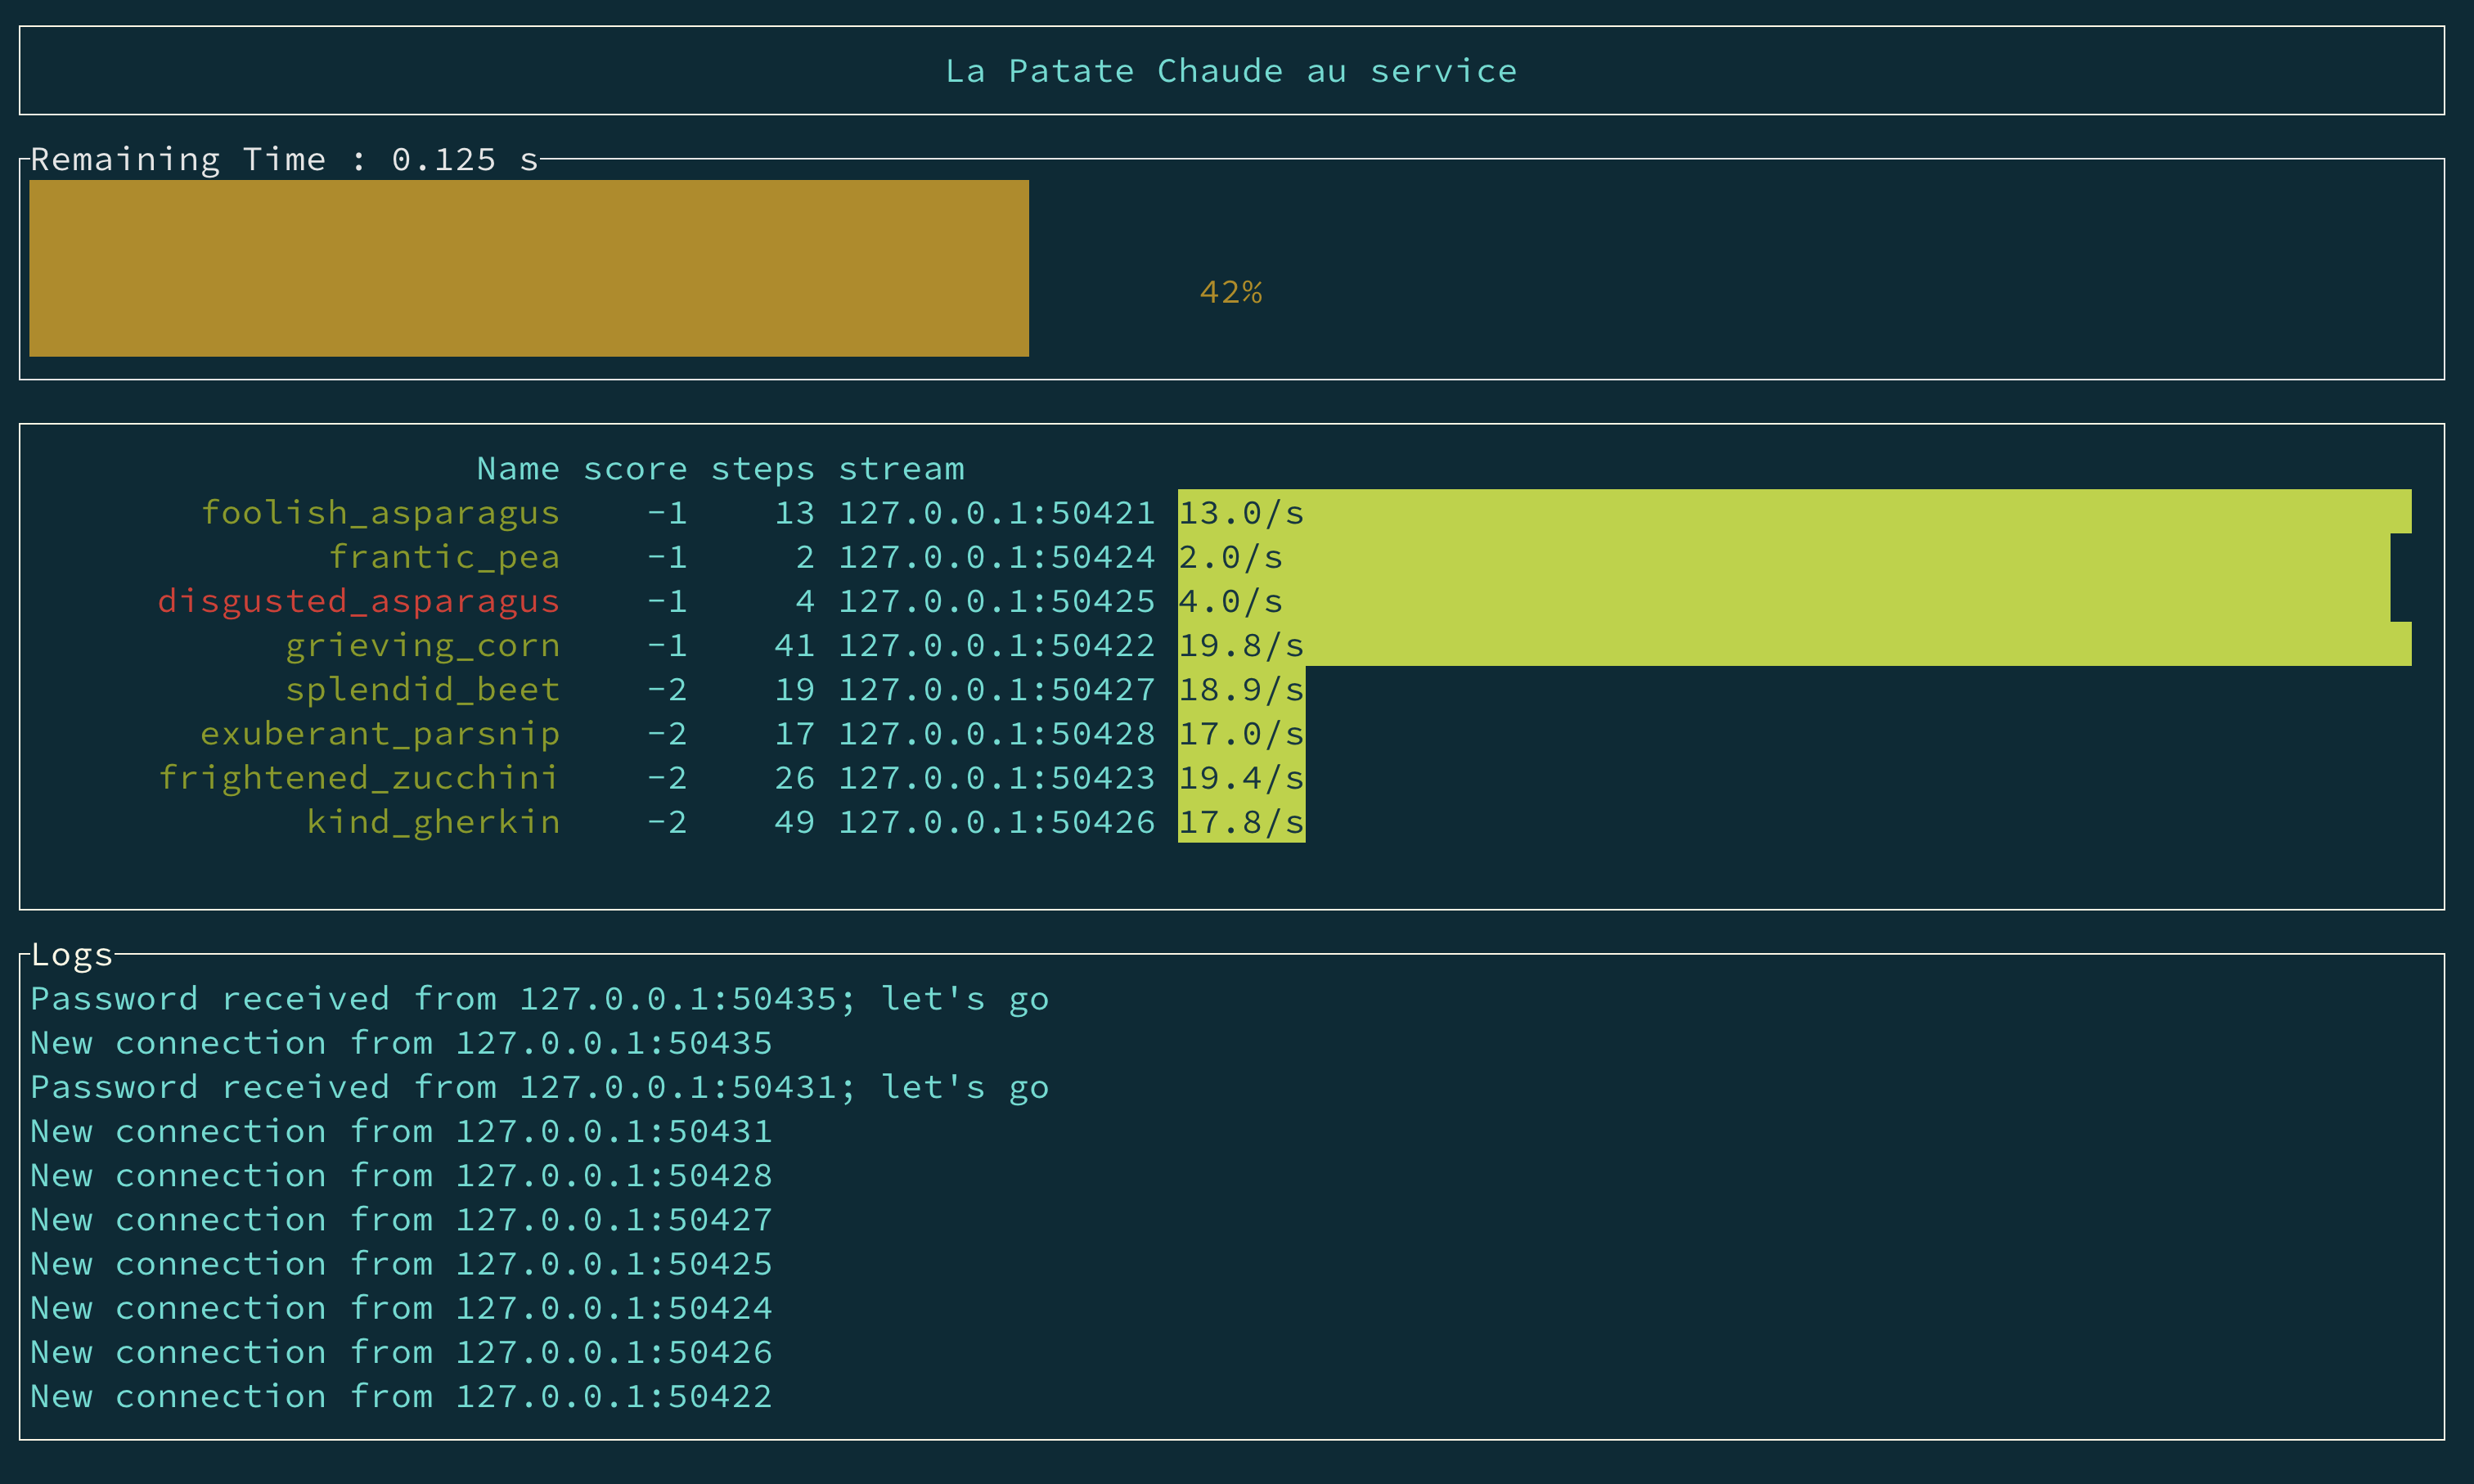 La Patate Chaude au service
Remaining Time : 0.125 s
42%
Name score steps stream
foolish_asparagus -1 13 127.0.0.1:50421 13.0/s
frantic_pea -1 2 127.0.0.1:50424 2.0/s
disgusted_asparagus -1 4 127.0.0.1:50425 4.0/s
grieving_corn -1 41 127.0.0.1:50422 19.8/s
splendid_beet -2 19 127.0.0.1:50427 18.9/s
exuberant_parsnip -2 17 127.0.0.1:50428 17.0/s
frightened_zucchini -2 26 127.0.0.1:50423 19.4/s
kind_gherkin -2 49 127.0.0.1:50426 17.8/s
Logs
Password received from 127.0.0.1:50435; let's go
New connection from 127.0.0.1:50435
Password received from 127.0.0.1:50431; let's go
New connection from 127.0.0.1:50431
New connection from 127.0.0.1:50428
New connection from 127.0.0.1:50427
New connection from 127.0.0.1:50425
New connection from 127.0.0.1:50424
New connection from 127.0.0.1:50426
New connection from 127.0.0.1:50422